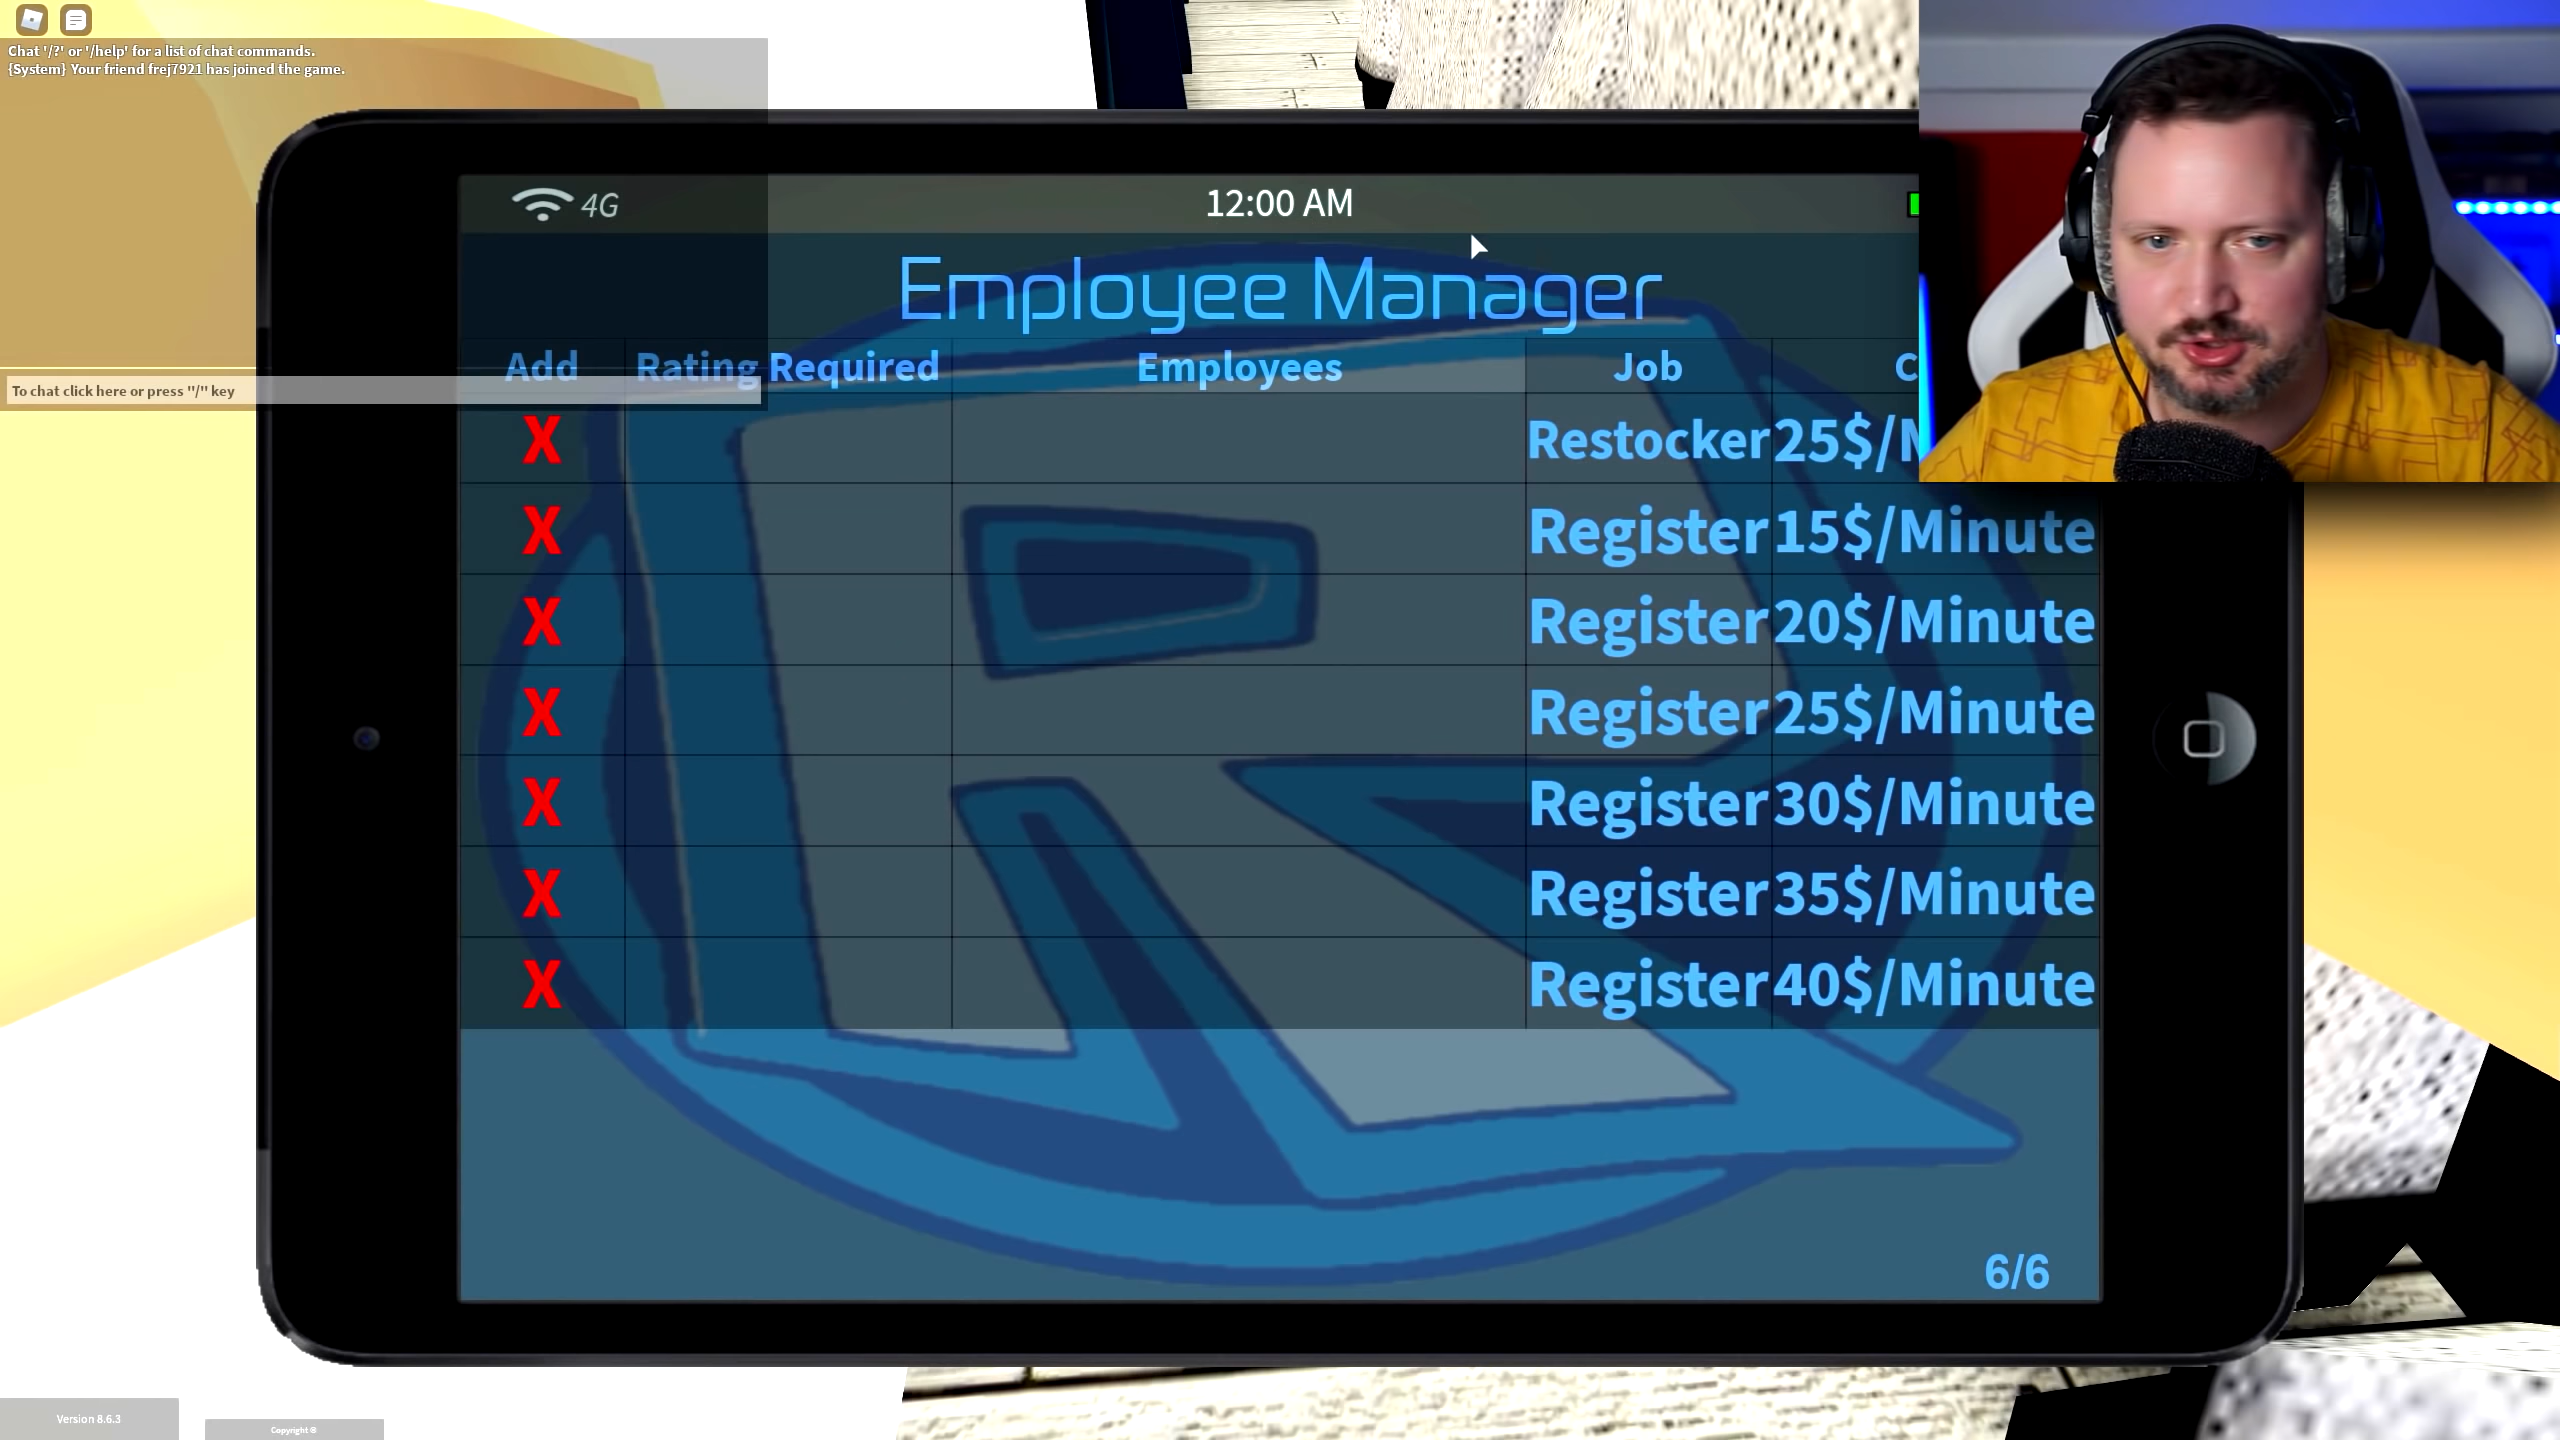 Chat '/?' or '/help' for a list of chat commands.
{System} Your friend frej7921 has joined the game.
4G
12:00 AM
Employee Manager
Add Rating Required Employees Job C
To chat click here or press "/" key
X Restocker 25$/M
X Register 15$/Minute
X Register 20$/Minute
X Register 25$/Minute
X Register 30$/Minute
X Register 35$/Minute
X Register 40$/Minute
6/6
Version 8.6.3
Copyright ©